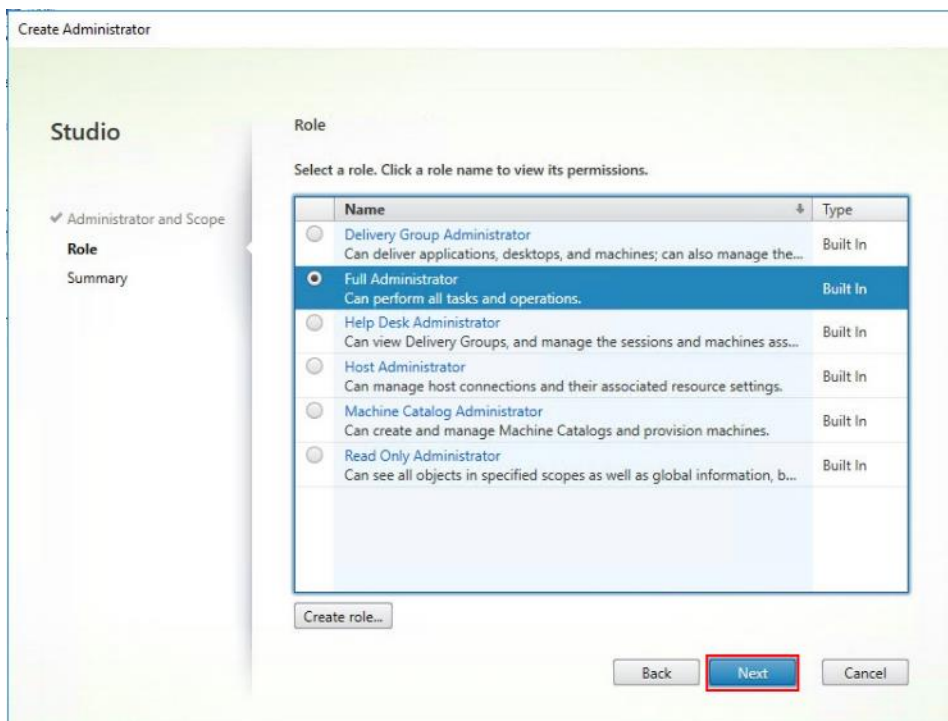 Create Administrator
Studio
Administrator and Scope
Role
Summary
Role
Select a role. Click a role name to view its permissions.
Name Type
Delivery Group Administrator
Can deliver applications, desktops, and machines; can also manage the...
Built In
Full Administrator
Can perform all tasks and operations.
Built In
Help Desk Administrator
Can view Delivery Groups, and manage the sessions and machines ass...
Built In
Host Administrator
Can manage host connections and their associated resource settings.
Built In
Machine Catalog Administrator
Can create and manage Machine Catalogs and provision machines.
Built In
Read Only Administrator
Can see all objects in specified scopes as well as global information, b...
Built In
Create role...
Back Next Cancel